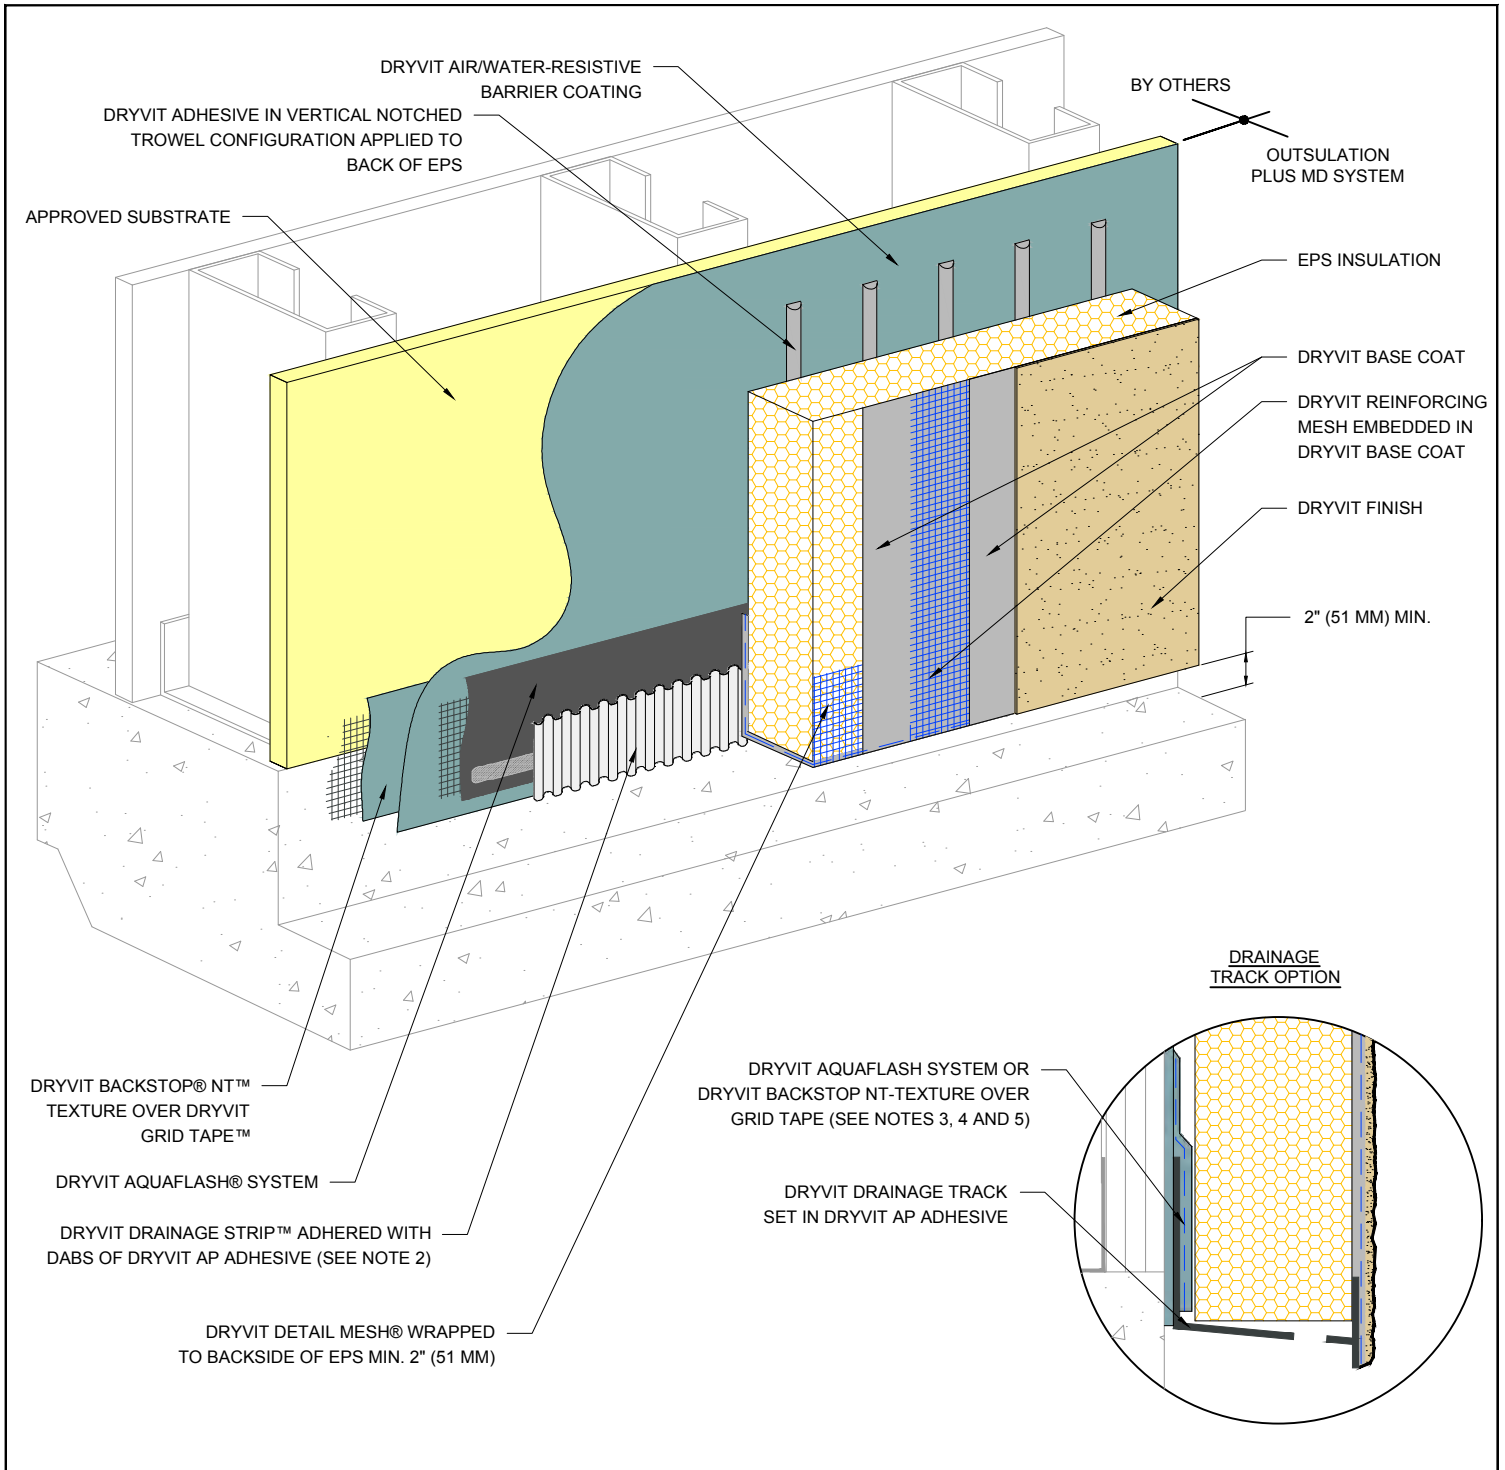 DRYVIT AIR/WATER-RESISTIVE
BARRIER COATING
BY OTHERS
DRYVIT ADHESIVE IN VERTICAL NOTCHED
TROWEL CONFIGURATION APPLIED TO
BACK OF EPS
OUTSULATION
PLUS MD SYSTEM
APPROVED SUBSTRATE
EPS INSULATION
DRYVIT BASE COAT
DRYVIT REINFORCING
MESH EMBEDDED IN
DRYVIT BASE COAT
DRYVIT FINISH
2" (51 MM) MIN.
DRAINAGE
TRACK OPTION
DRYVIT BACKSTOP® NT™
TEXTURE OVER DRYVIT
GRID TAPE™
DRYVIT AQUAFLASH® SYSTEM
DRYVIT DRAINAGE STRIP™ ADHERED WITH
DABS OF DRYVIT AP ADHESIVE (SEE NOTE 2)
DRYVIT DETAIL MESH® WRAPPED
TO BACKSIDE OF EPS MIN. 2" (51 MM)
DRYVIT AQUAFLASH SYSTEM OR
DRYVIT BACKSTOP NT-TEXTURE OVER
GRID TAPE (SEE NOTES 3, 4 AND 5)
DRYVIT DRAINAGE TRACK
SET IN DRYVIT AP ADHESIVE